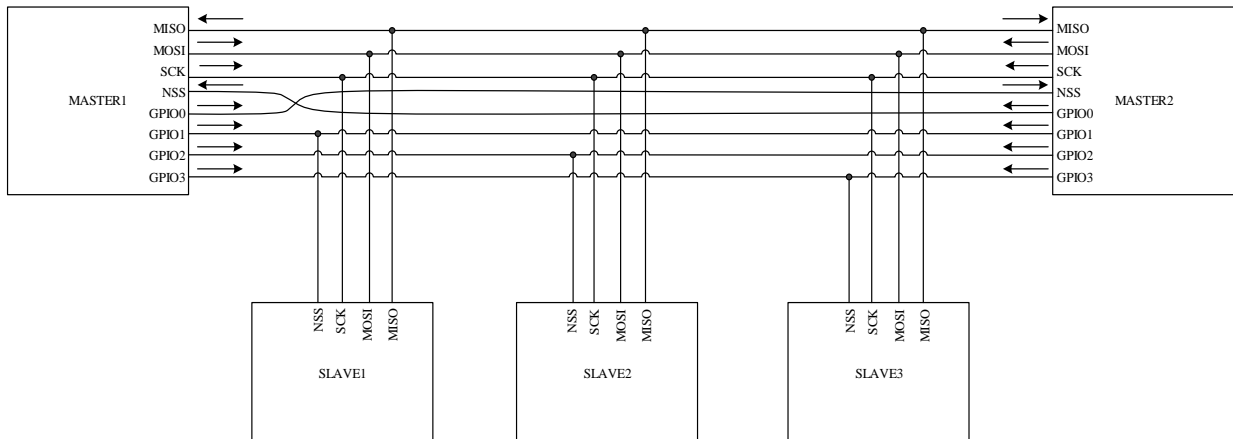 MASTER1
MISO
MOSI
SCK
NSS
GPIO0
GPIO1
GPIO2
GPIO3
MISO
MOSI
SCK
NSS
GPIO0
GPIO1
GPIO2
GPIO3
MASTER2
NSS
SCK
MOSI
MISO
SLAVE1
NSS
SCK
MOSI
MISO
SLAVE2
NSS
SCK
MOSI
MISO
SLAVE3